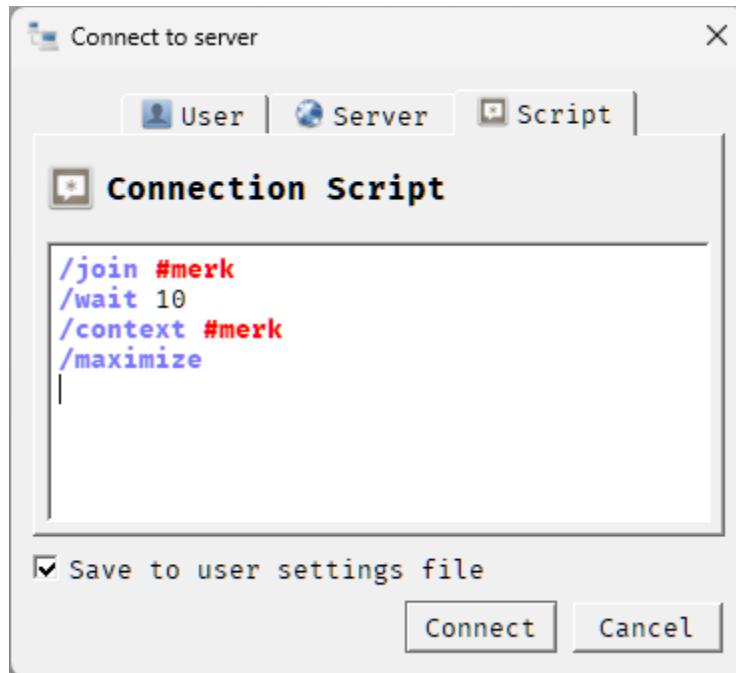 Connect to server
User
Server
Script
Connection Script
/join #merk
/wait 10
/context #merk
/maximize
Save to user settings file
Connect
Cancel